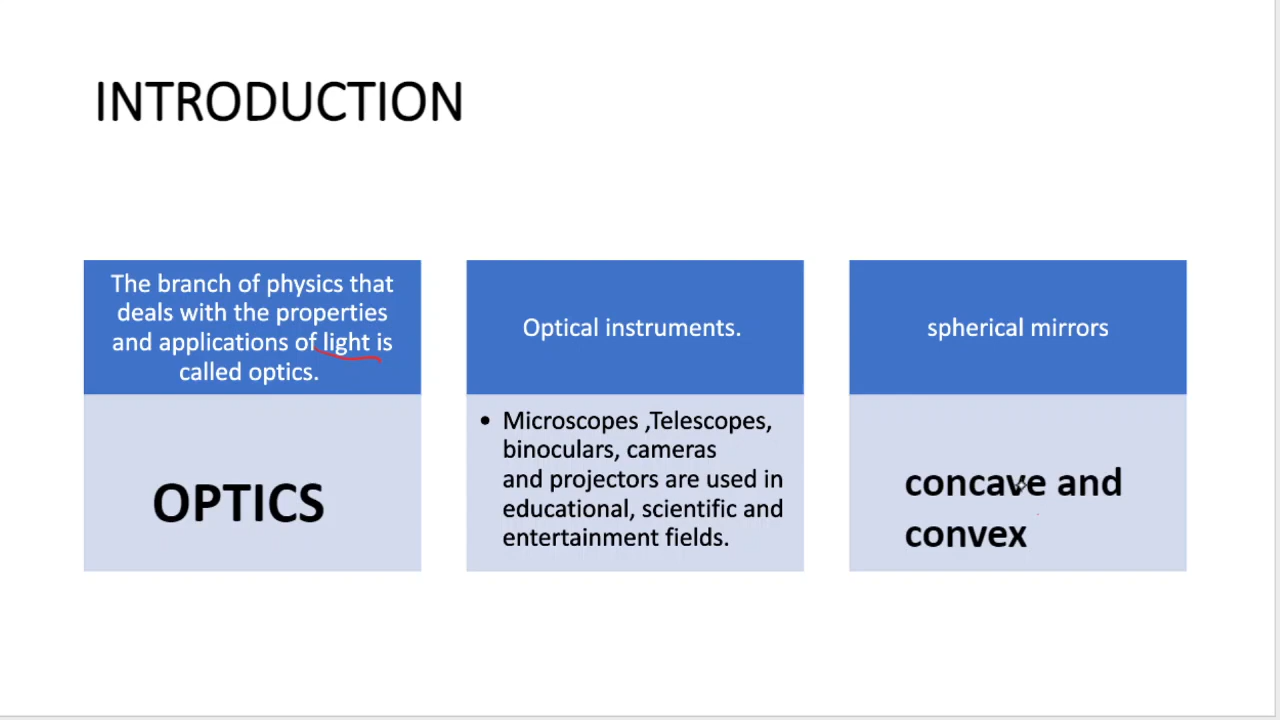 INTRODUCTION
The branch of physics that
deals with the properties
and applications of light is
called optics.
OPTICS
Optical instruments.
• Microscopes ,Telescopes,
binoculars, cameras
and projectors are used in
educational, scientific and
entertainment fields.
spherical mirrors
concave and
convex